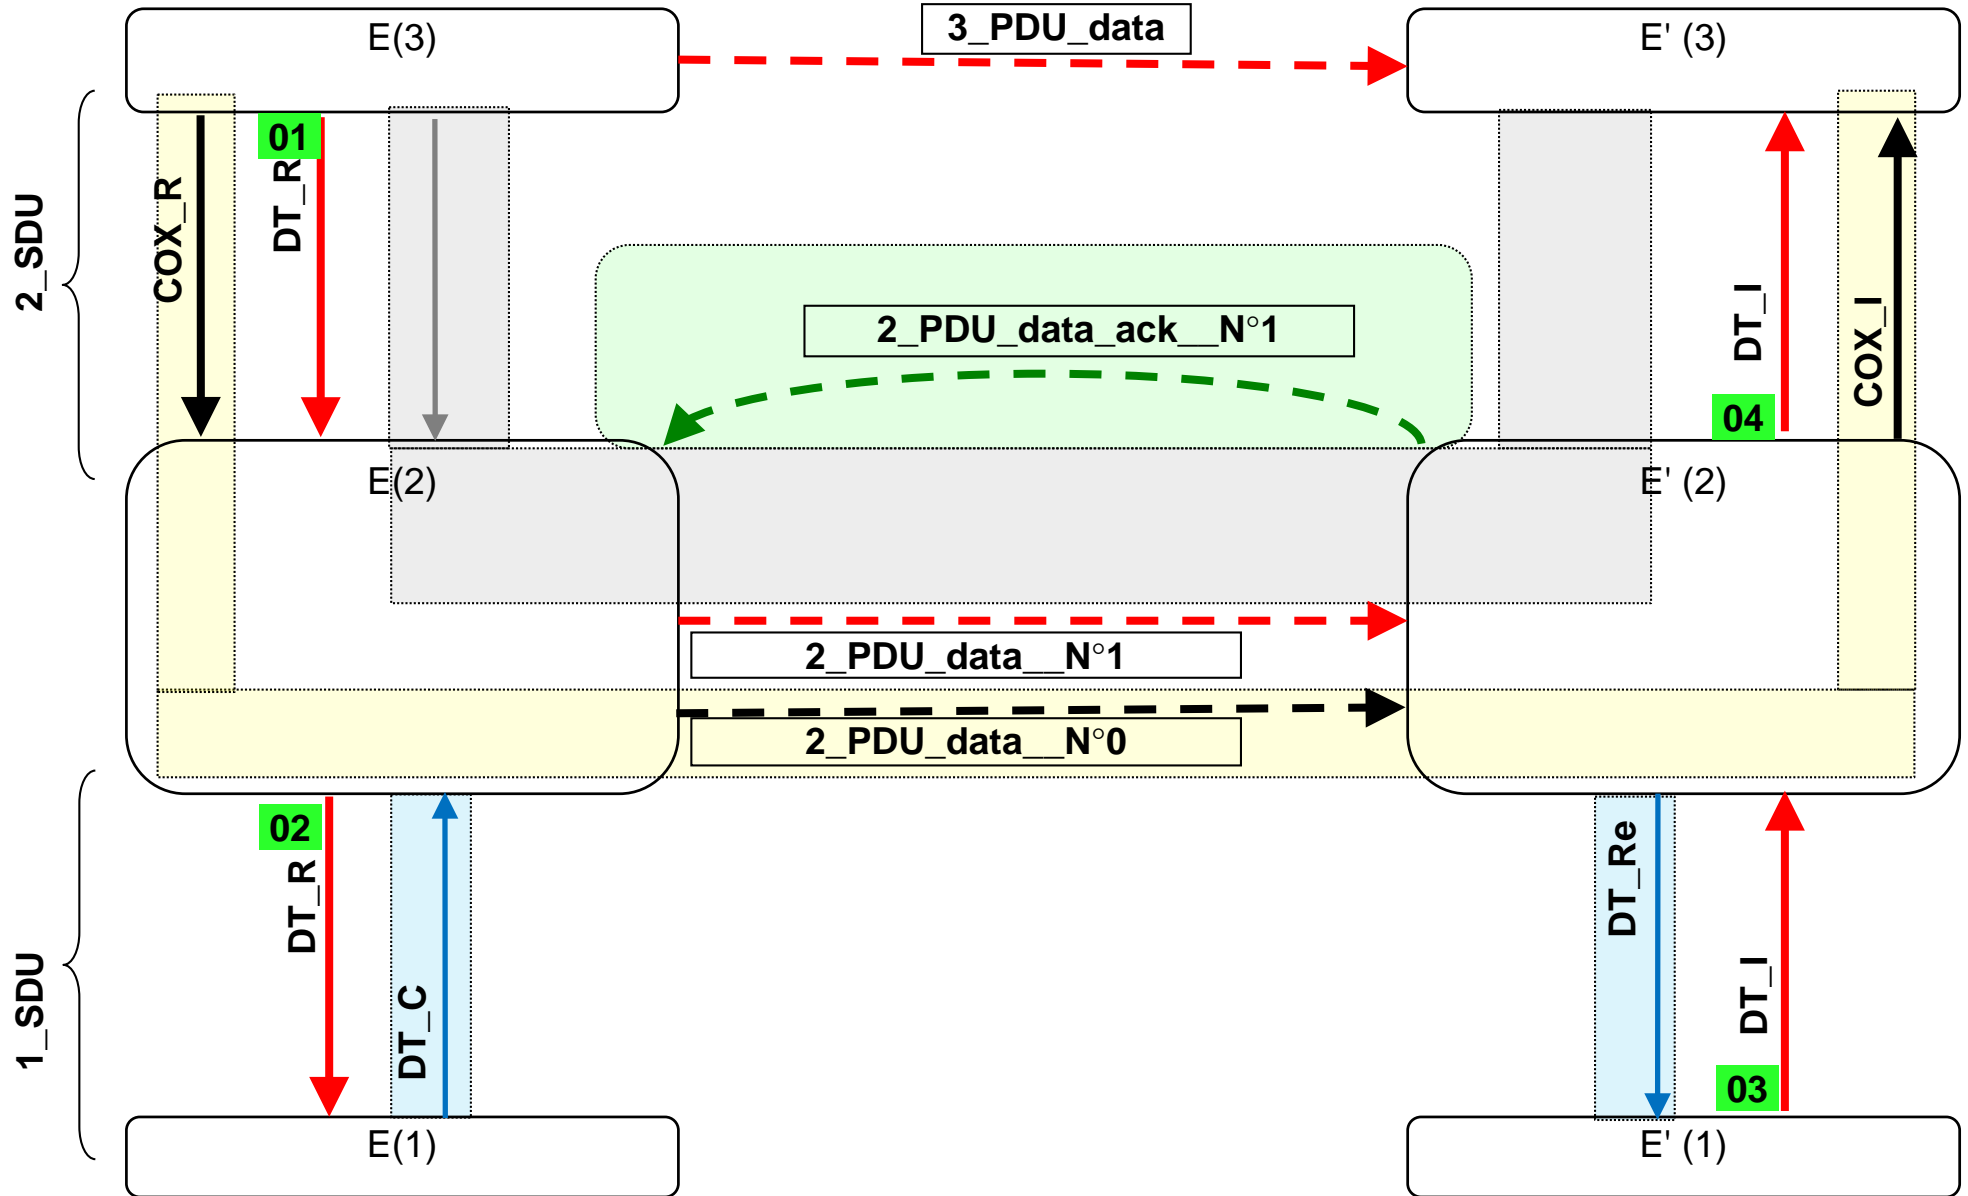 E(3)
3_PDU_data
E' (3)
01
DT_R
COX_R
2_SDU
2_PDU_data_ack__N°1
DT_I
COX_I
04
E(2)
E' (2)
2_PDU_data__N°1
2_PDU_data__N°0
02
DT_R
DT_C
1_SDU
DT_Re
DT_I
03
E(1)
E' (1)